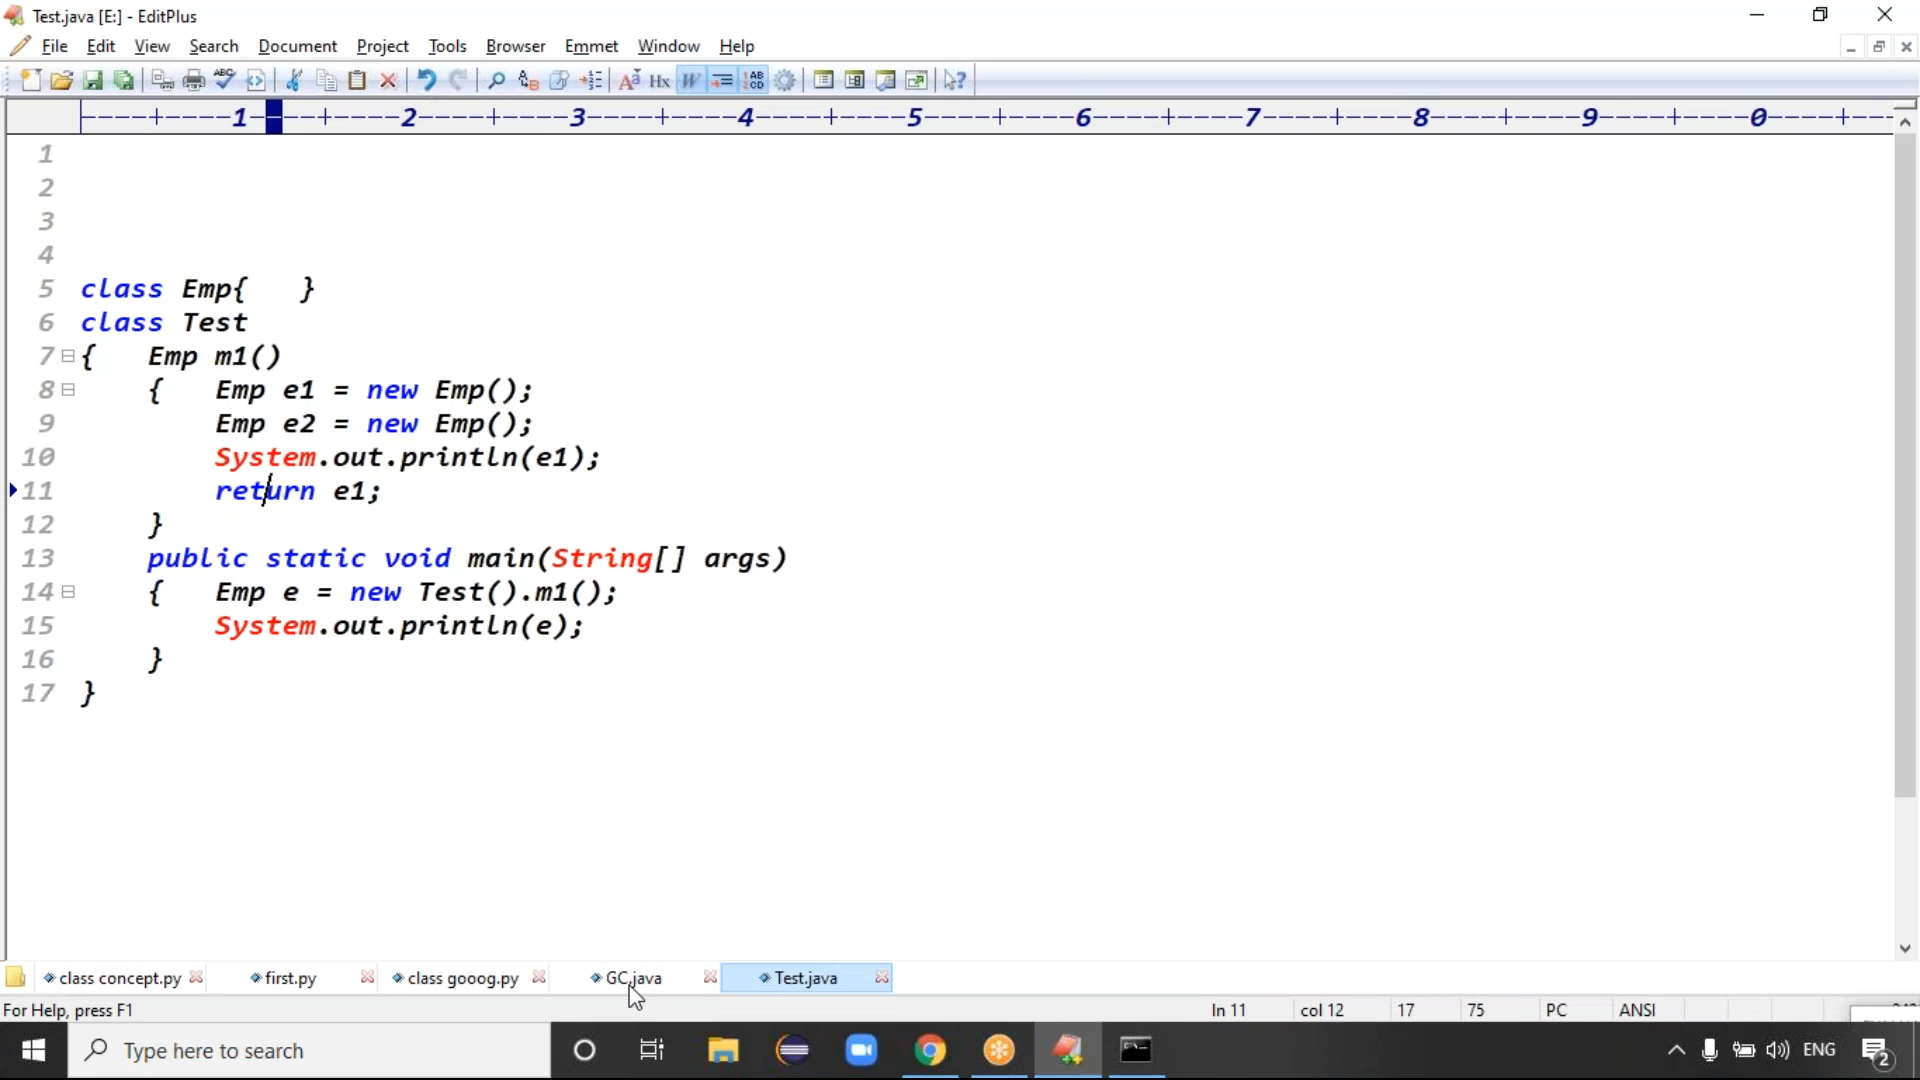 Test.java [E:] - EditPlus
File Edit View Search Document Project Tools Browser Emmet Window Help
----+----1----+----2----+----3----+----4----+----5----+----6----+----7----+----8----+----9----+----0----+--
1
2
3
4
5 class Emp{   }
6 class Test
7 {    Emp m1()
8     {    Emp e1 = new Emp();
9         Emp e2 = new Emp();
10         System.out.println(e1);
11         return e1;
12     }
13     public static void main(String[] args)
14     {    Emp e = new Test().m1();
15         System.out.println(e);
16     }
17 }
class concept.py first.py class gooog.py GC.java Test.java
For Help, press F1 ln 11 col 12 17 75 PC ANSI
Type here to search ENG 2